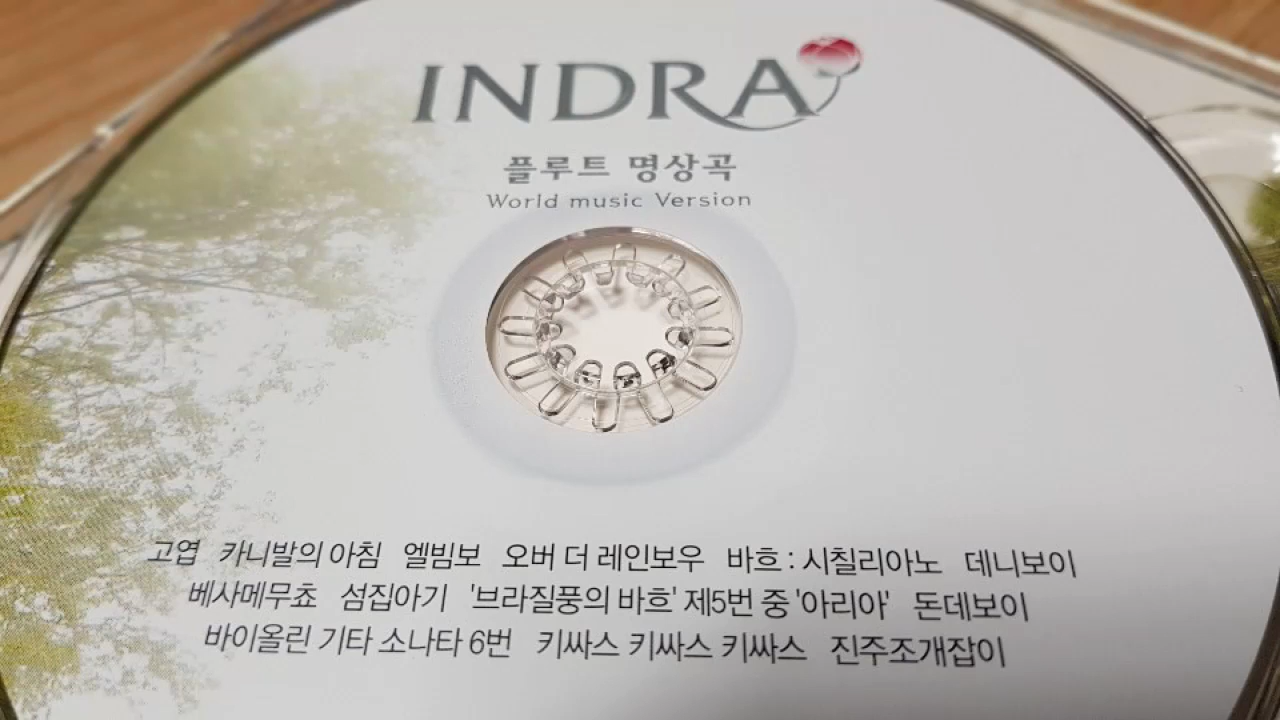 INDRA
플루트 명상곡
World music Version
고엽 카니발의 아침 엘빔보 오버 더 레인보우 바흐 : 시칠리아노 데니보이
베사메무쵸 섬집아기 '브라질풍의 바흐' 제5번 중 '아리아' 돈데보이
바이올린 기타 소나타 6번 키싸스 키싸스 키싸스 진주조개잡이